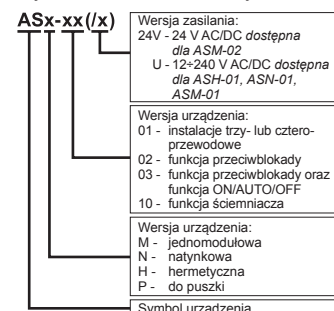 ASx-xx(/x)
Wersja zasilania:
24V - 24 V AC/DC dostępna
dla ASM-02
U - 12÷240 V AC/DC dostępna
dla ASH-01, ASN-01,
ASM-01
Wersja urządzenia:
01 - instalacje trzy- lub cztero-
przewodowe
02 - funkcja przeciwblokady
03 - funkcja przeciwblokady oraz
funkcja ON/AUTO/OFF
10 - funkcja ściemniacza
Wersja urządzenia:
M - jednomodułowa
N - natynkowa
H - hermetyczna
P - do puszki
Symbol urządzenia